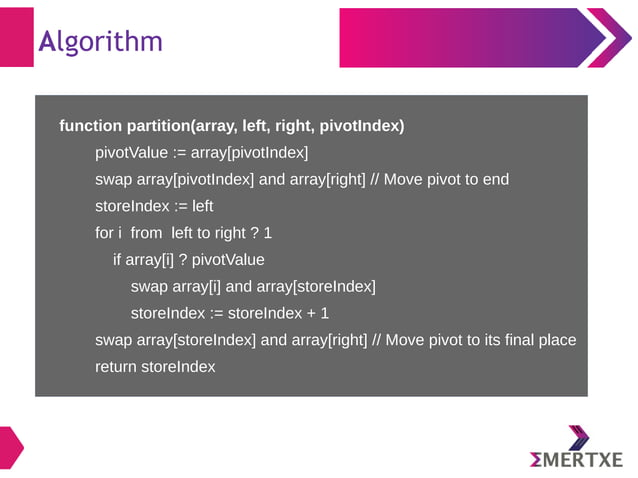 Algorithm
function partition(array, left, right, pivotIndex)
pivotValue := array[pivotIndex]
swap array[pivotIndex] and array[right] // Move pivot to end
storeIndex := left
for i from left to right ? 1
if array[i] ? pivotValue
swap array[i] and array[storeIndex]
storeIndex := storeIndex + 1
swap array[storeIndex] and array[right] // Move pivot to its final place
return storeIndex
EMERTXE